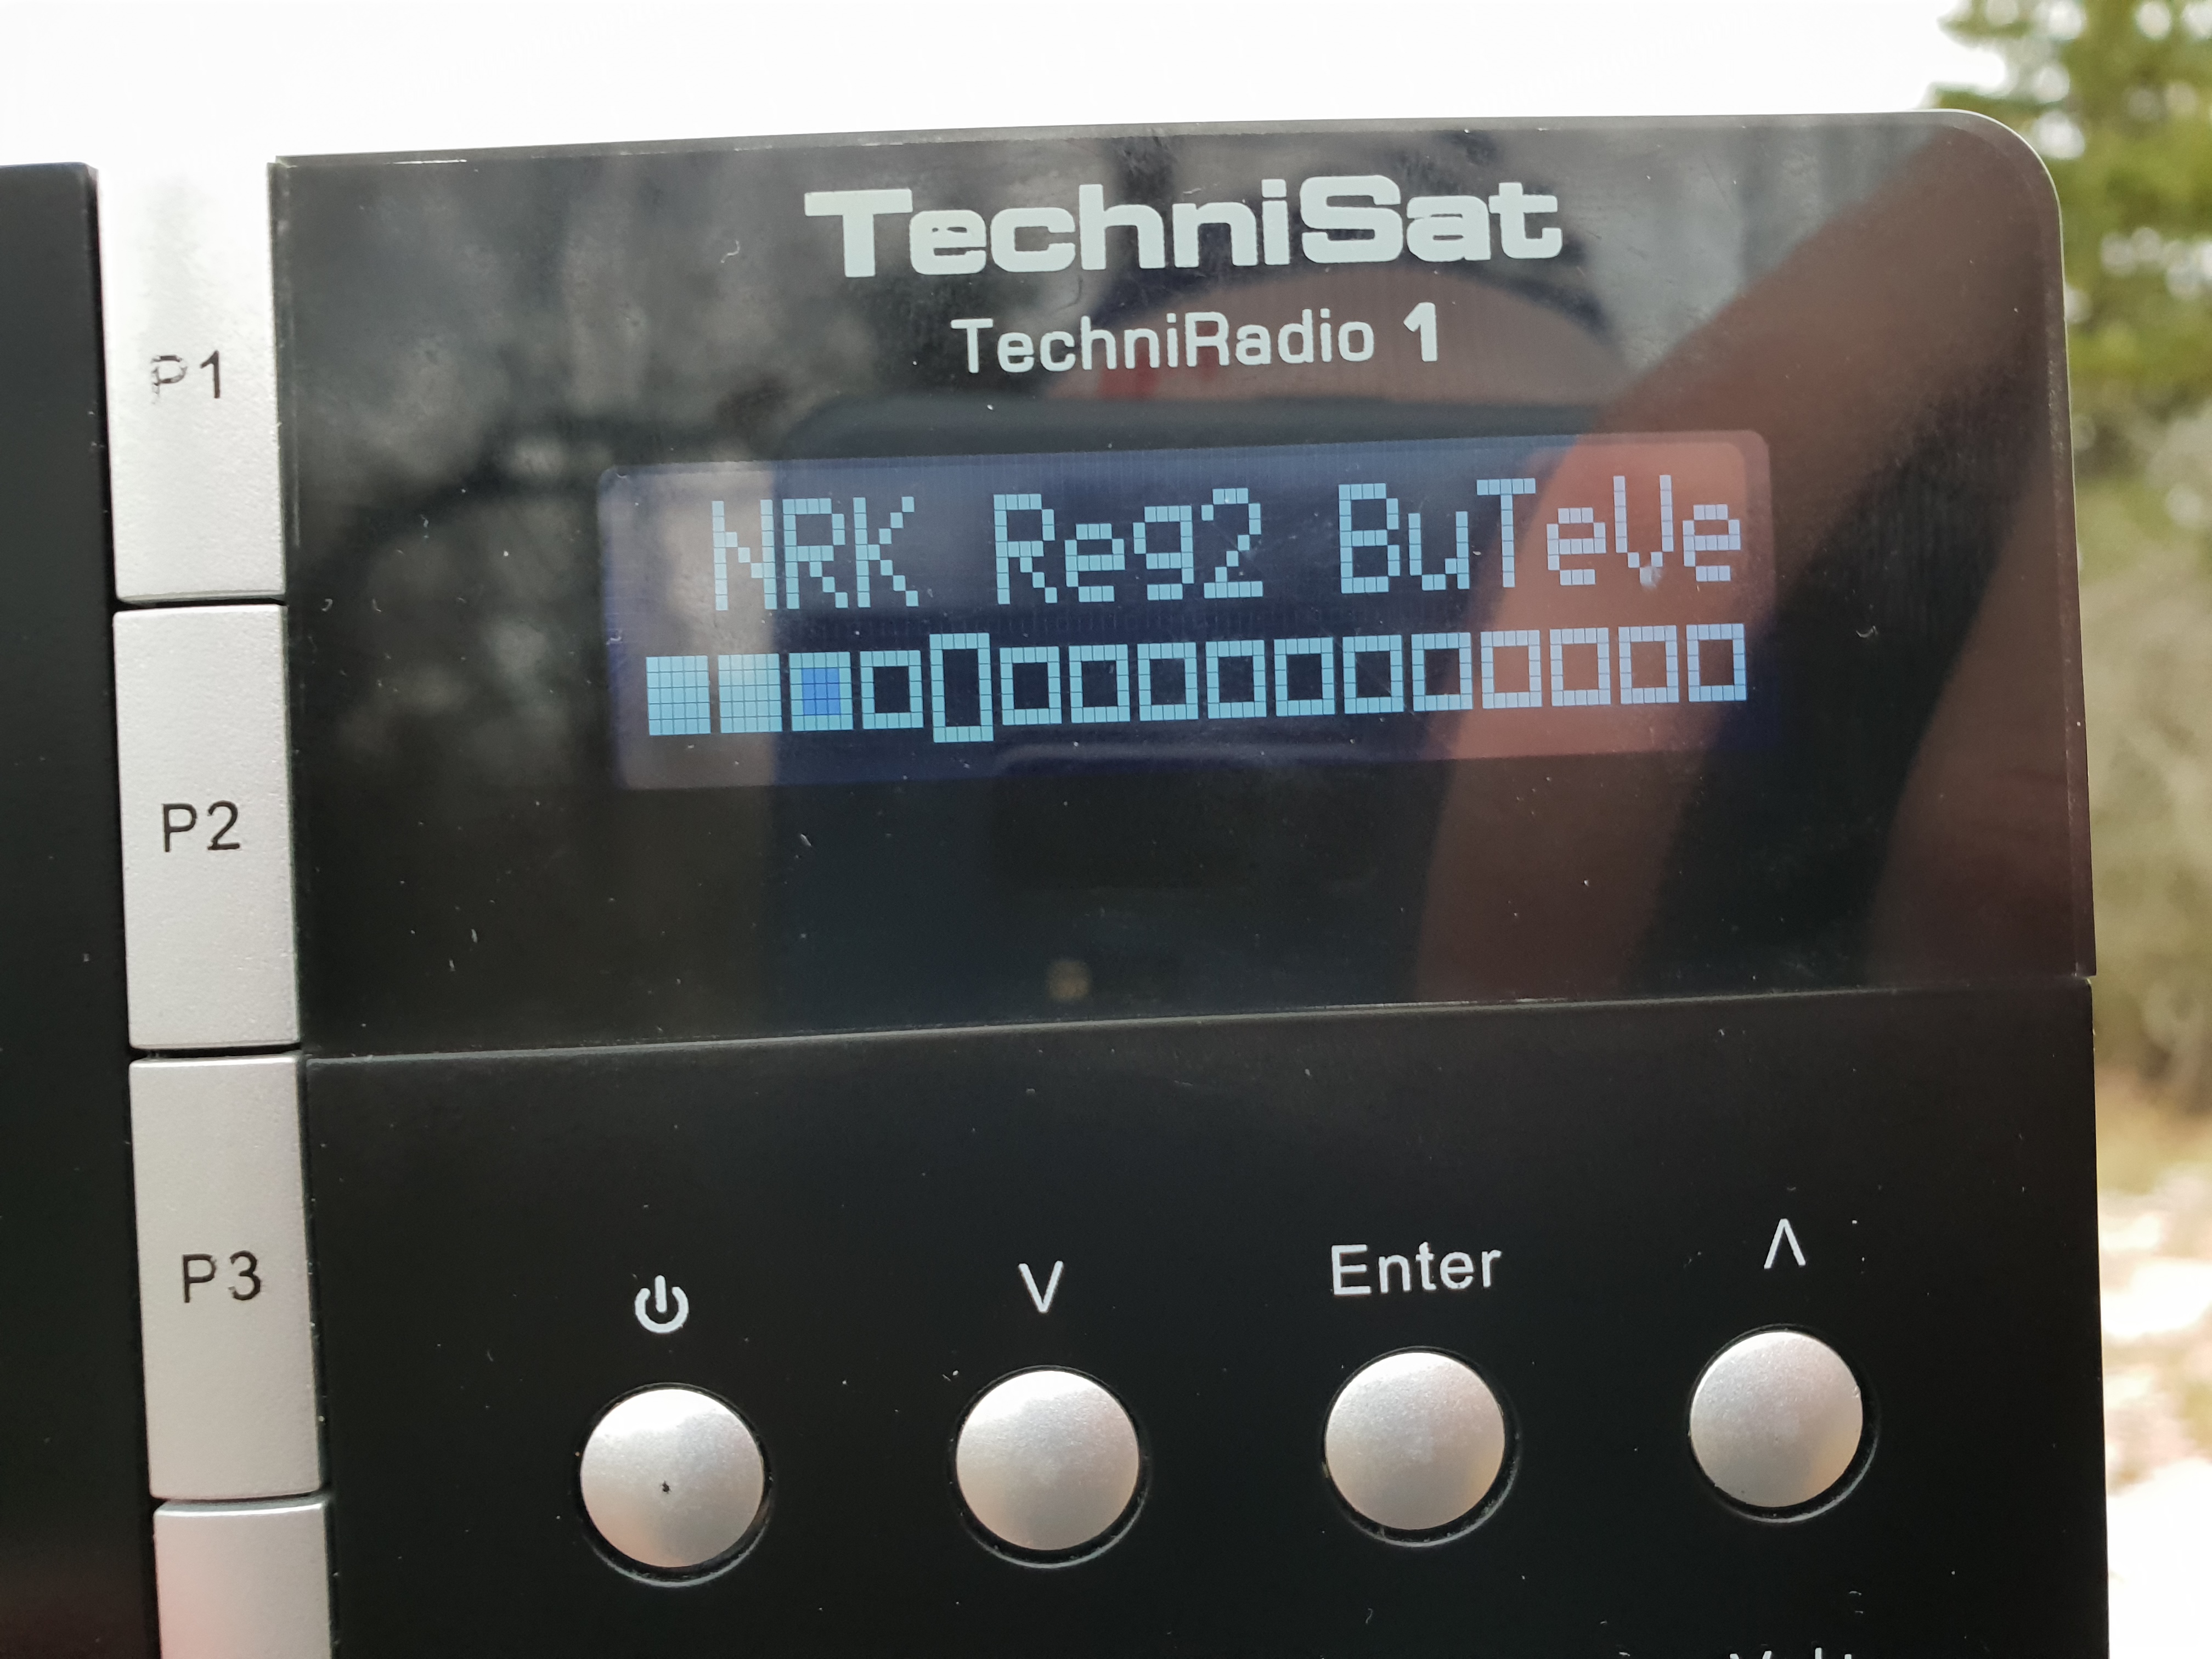 TechniSat
TechniRadio 1
NRK Reg2 BuTeVe
P1
P2
P3
V
Enter
Λ